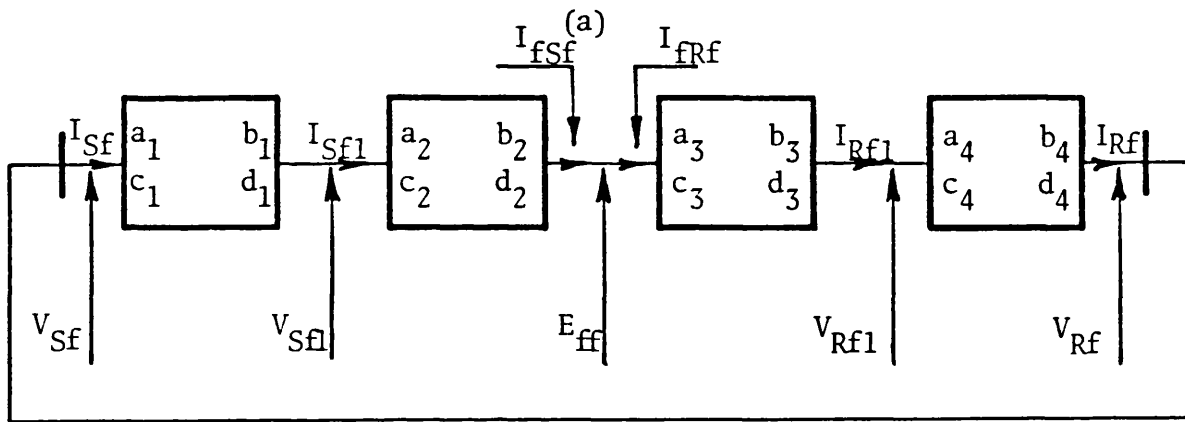 (a)
I_fSf I_fRf
I_Sf a_1 b_1 I_Sf1 a_2 b_2 a_3 b_3 I_Rf1 a_4 b_4 I_Rf
c_1 d_1 c_2 d_2 c_3 d_3 c_4 d_4
V_Sf V_Sf1 E_ff V_Rf1 V_Rf